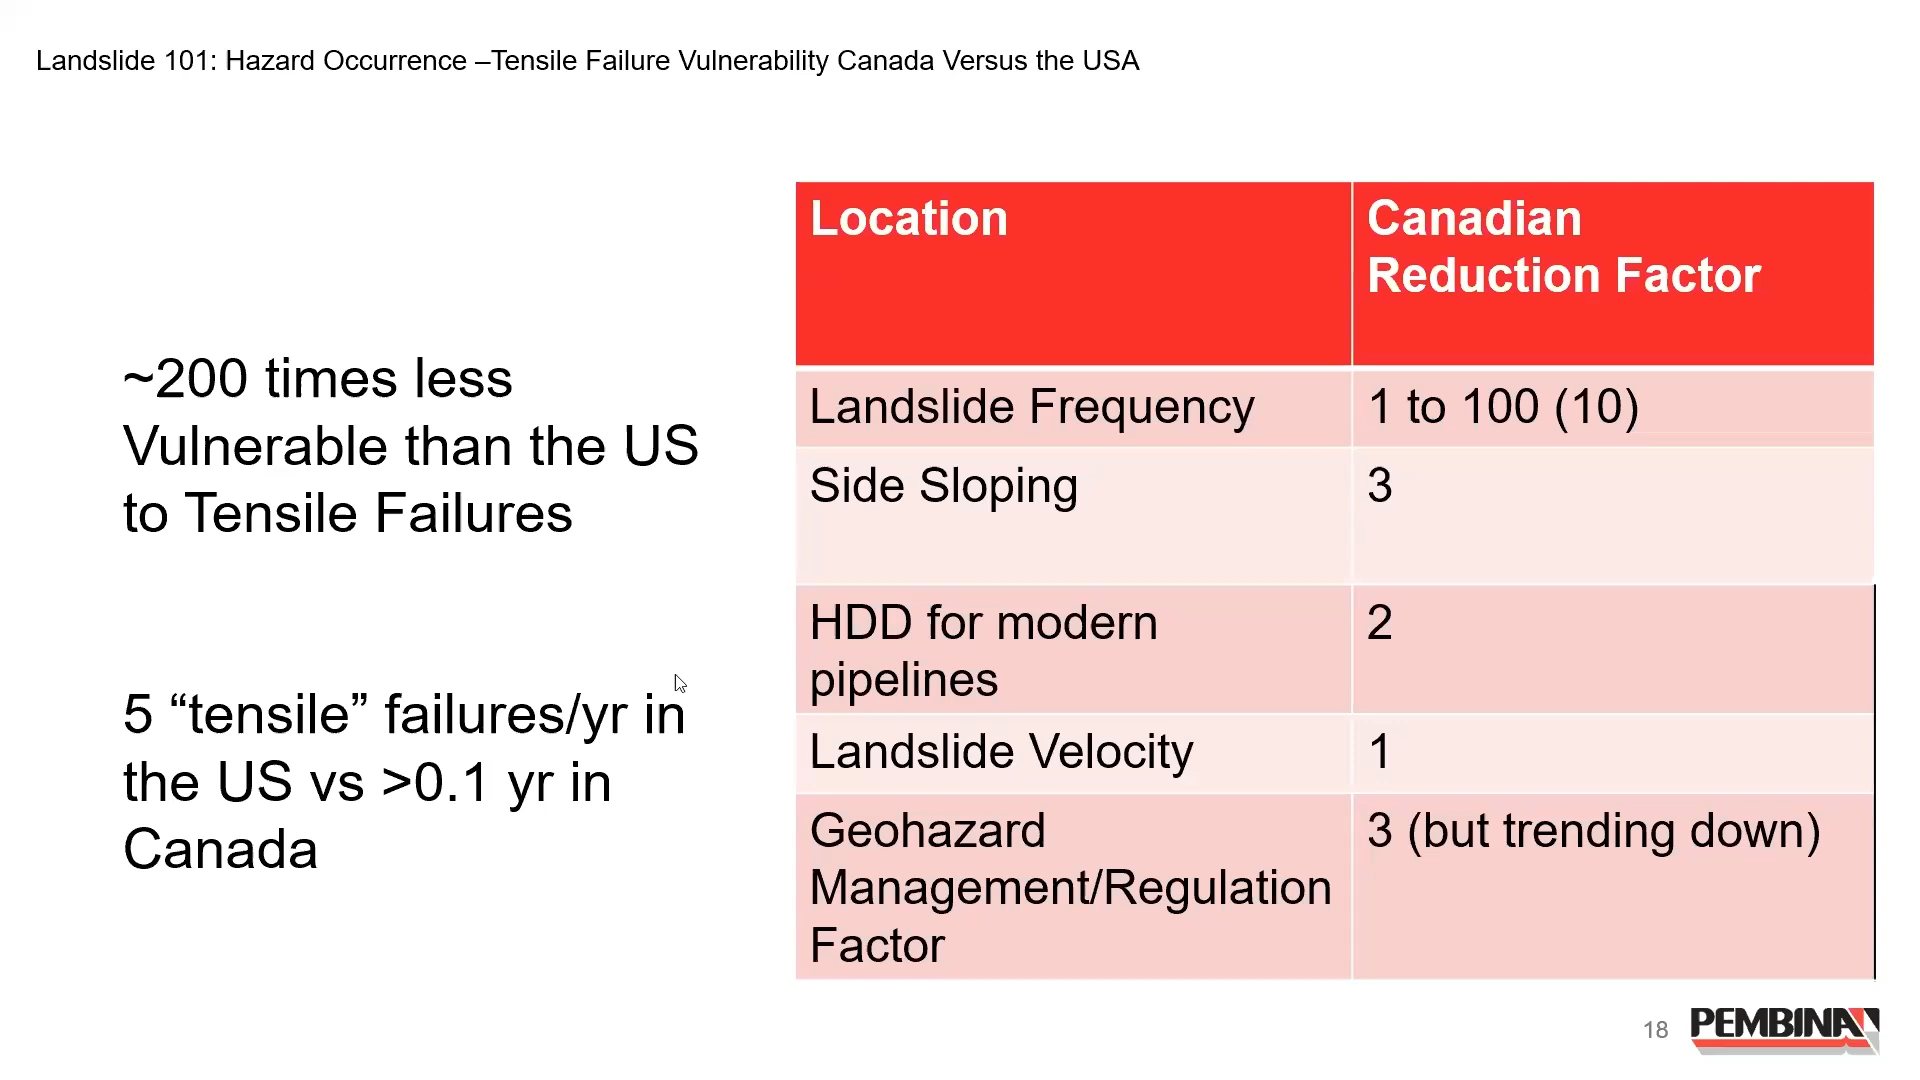 Landslide 101: Hazard Occurrence –Tensile Failure Vulnerability Canada Versus the USA
~200 times less
Vulnerable than the US
to Tensile Failures
5 “tensile” failures/yr in
the US vs >0.1 yr in
Canada
Location
Canadian
Reduction Factor
Landslide Frequency
1 to 100 (10)
Side Sloping
3
HDD for modern
pipelines
2
Landslide Velocity
1
Geohazard
Management/Regulation
Factor
3 (but trending down)
18
PEMBINA